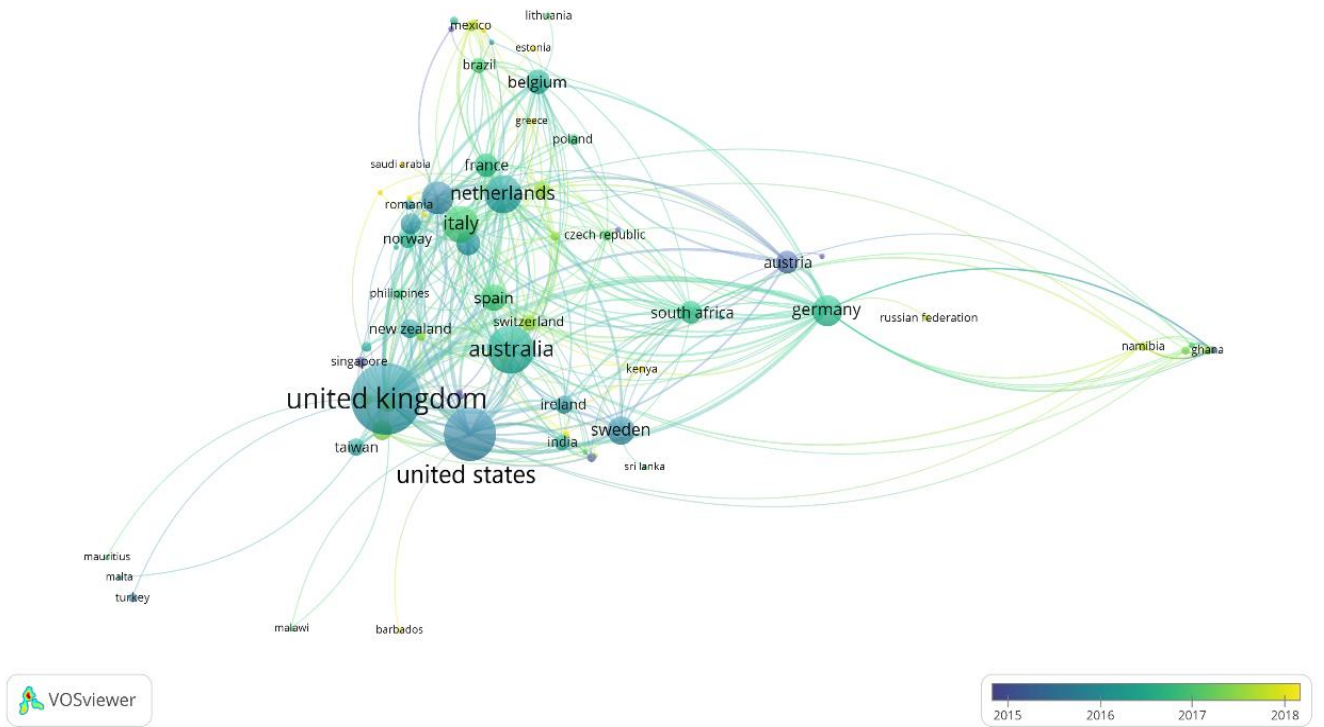 lithuania
mexico
estonia
brazil
belgium
greece
poland
saudi arabia
france
netherlands
romania
italy
norway
czech republic
austria
philippines
spain
south africa
germany
switzerland
russian federation
new zealand
australia
namibia
ghana
singapore
kenya
united kingdom
ireland
sweden
taiwan
india
united states
sri lanka
mauritius
malta
turkey
malawi
barbados
VOSviewer
2015 2016 2017 2018